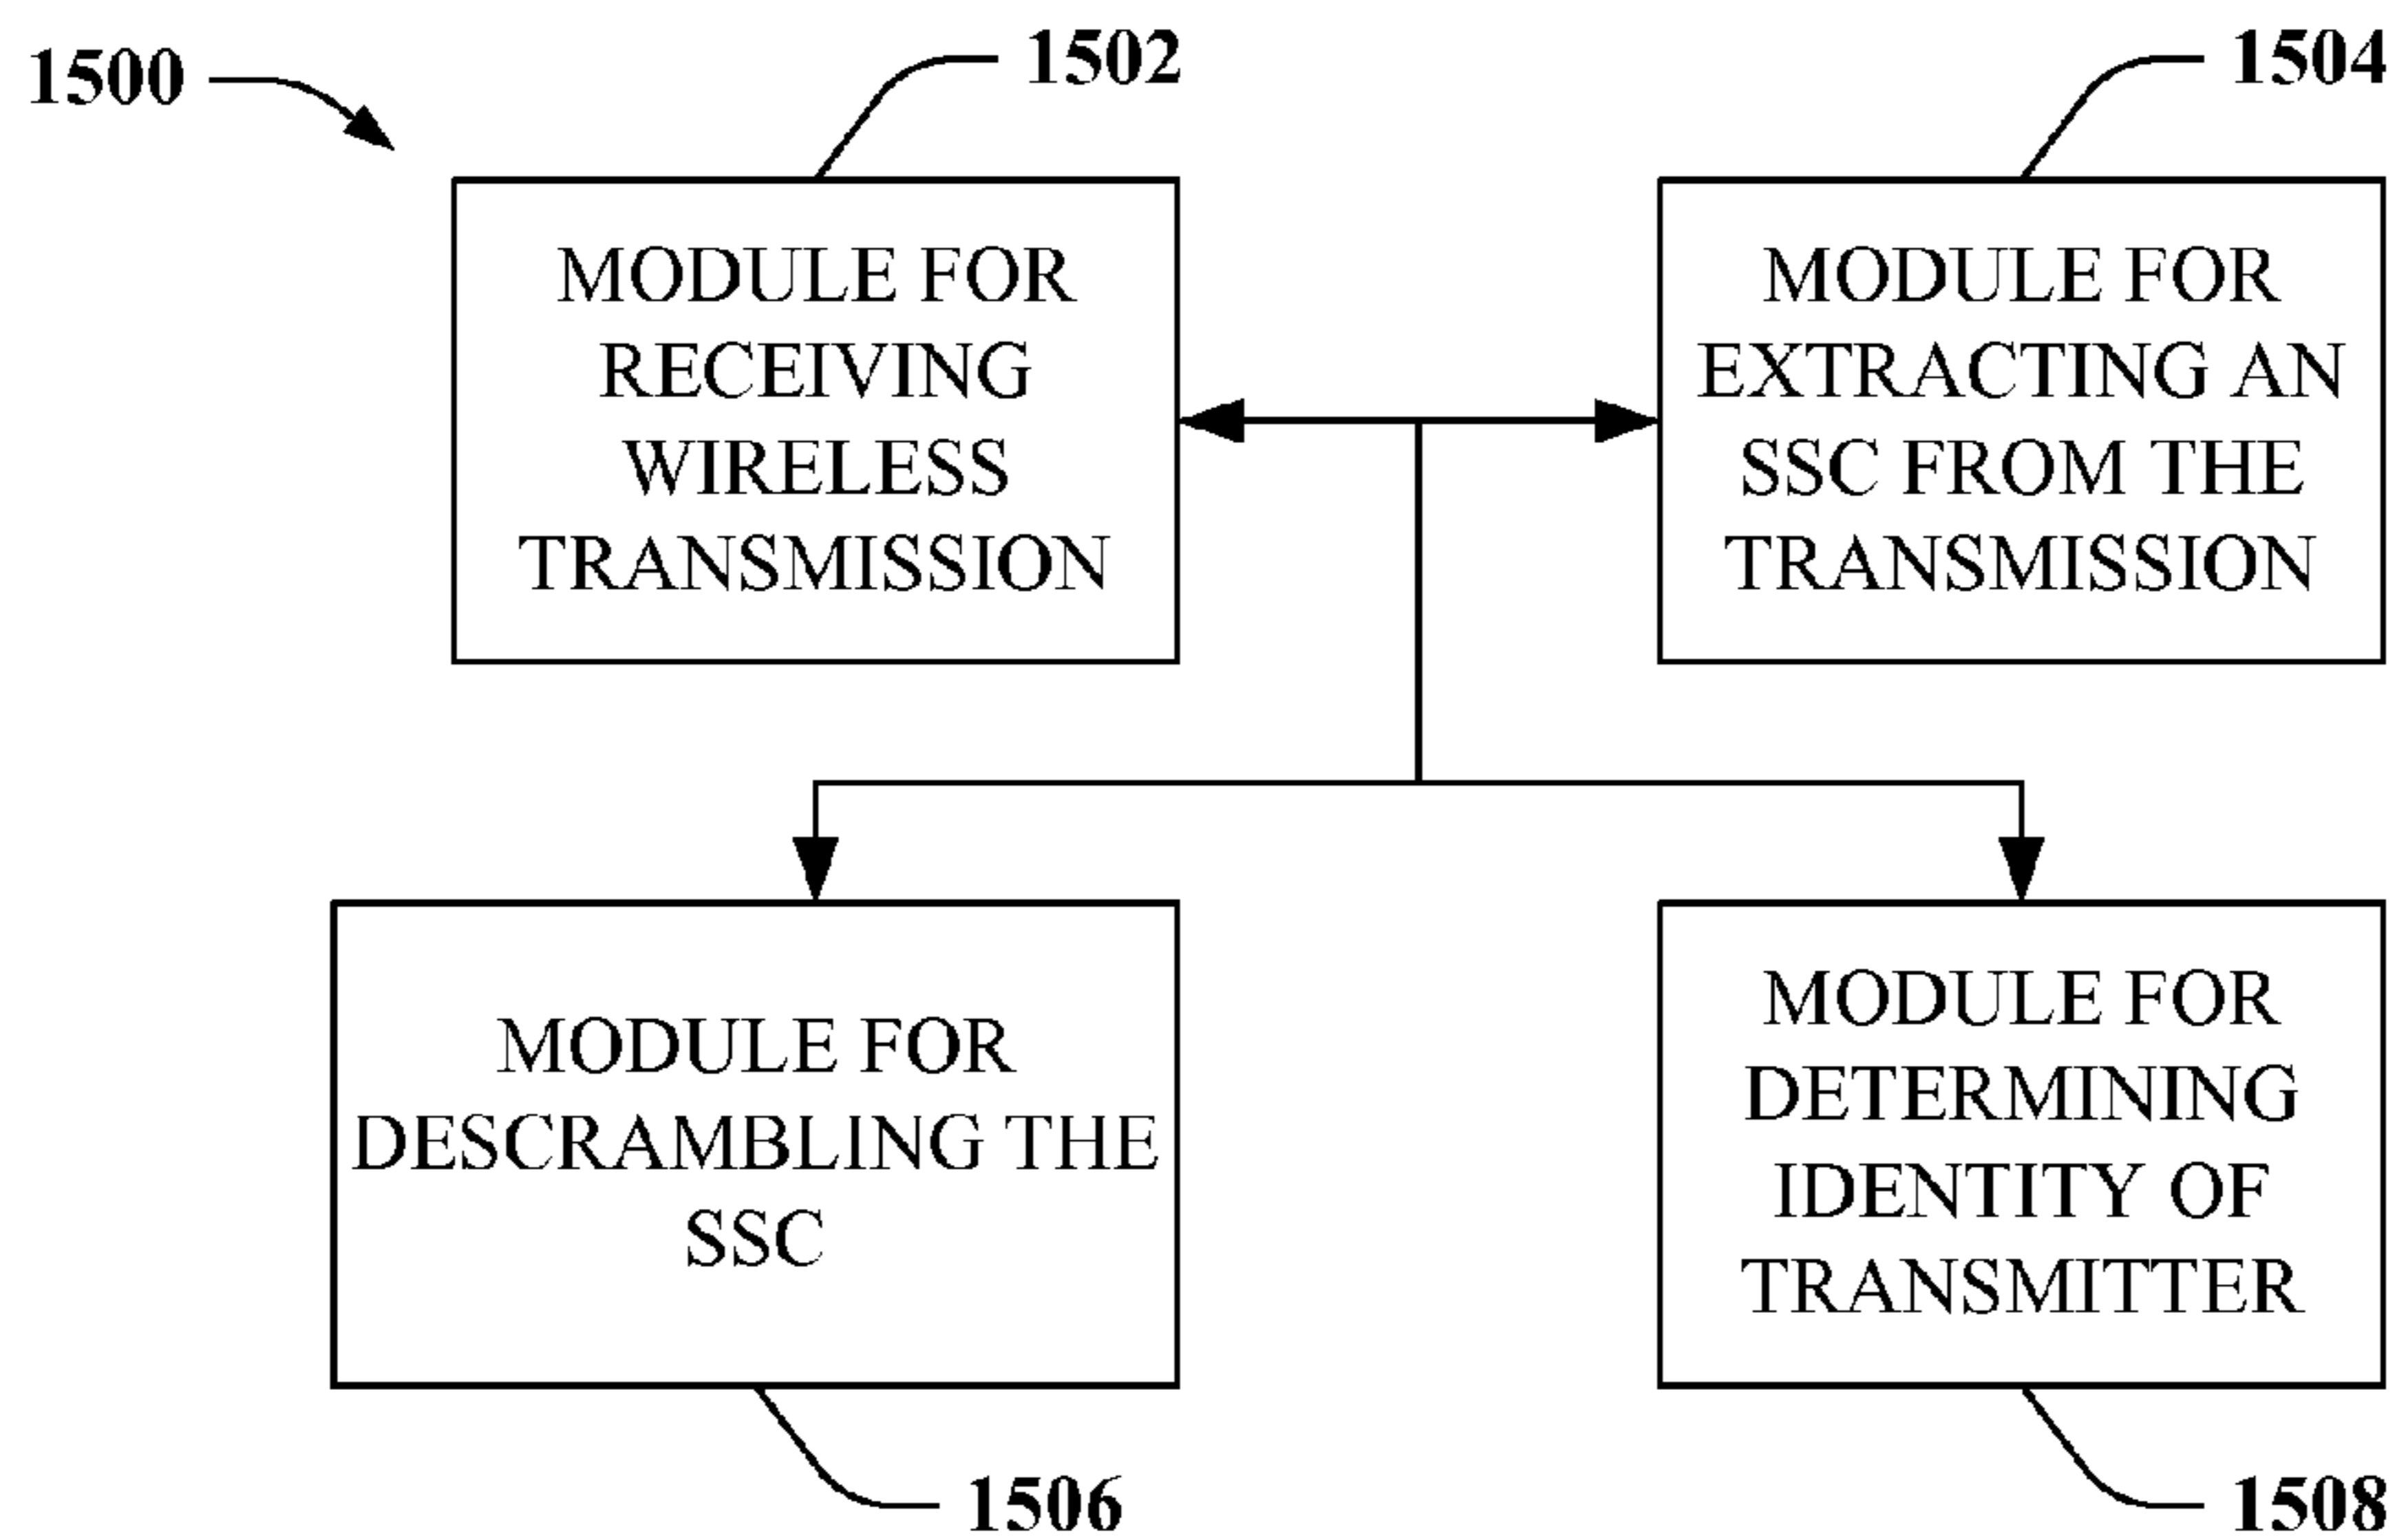 1500
1502
1504
MODULE FOR
RECEIVING
WIRELESS
TRANSMISSION
MODULE FOR
EXTRACTING AN
SSC FROM THE
TRANSMISSION
MODULE FOR
DESCRAMBLING THE
SSC
MODULE FOR
DETERMINING
IDENTITY OF
TRANSMITTER
1506
1508